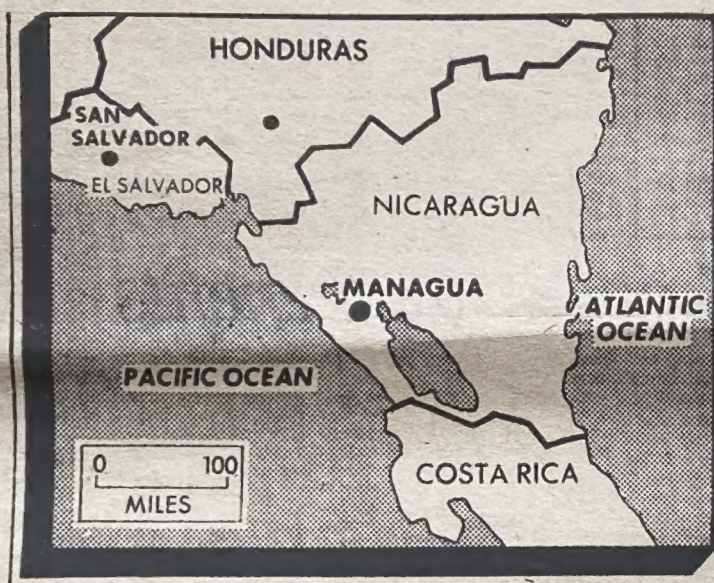 HONDURAS
SAN
SALVADOR
EL SALVADOR
NICARAGUA
MANAGUA
ATLANTIC
OCEAN
PACIFIC OCEAN
0 100
MILES
COSTA RICA